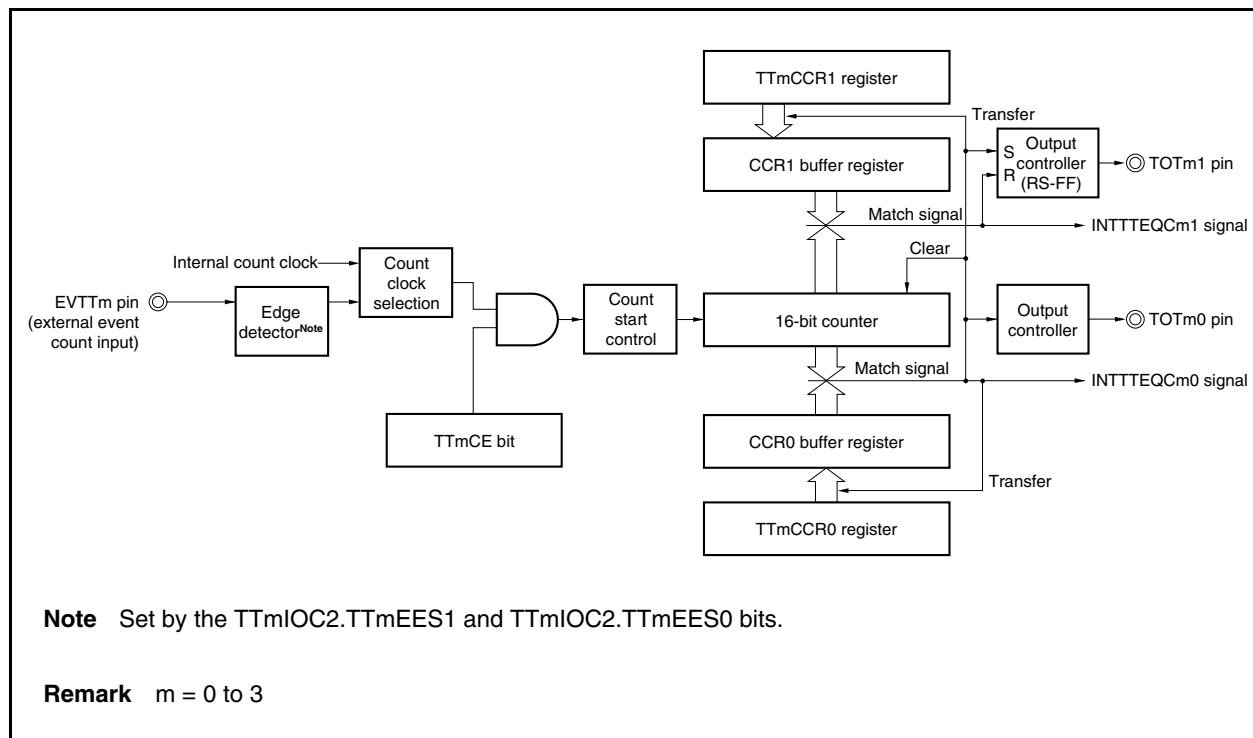 TTmCCR1 register
Transfer
CCR1 buffer register
S
R
Output
controller
(RS-FF)
TOTm1 pin
Match signal
INTTTEQCm1 signal
Internal count clock
Count
clock
selection
Clear
EVTTm pin
(external event
count input)
Edge
detectorNote
Count
start
control
16-bit counter
Output
controller
TOTm0 pin
Match signal
INTTTEQCm0 signal
TTmCE bit
CCR0 buffer register
Transfer
TTmCCR0 register
Note Set by the TTmIOC2.TTmEES1 and TTmIOC2.TTmEES0 bits.
Remark m = 0 to 3